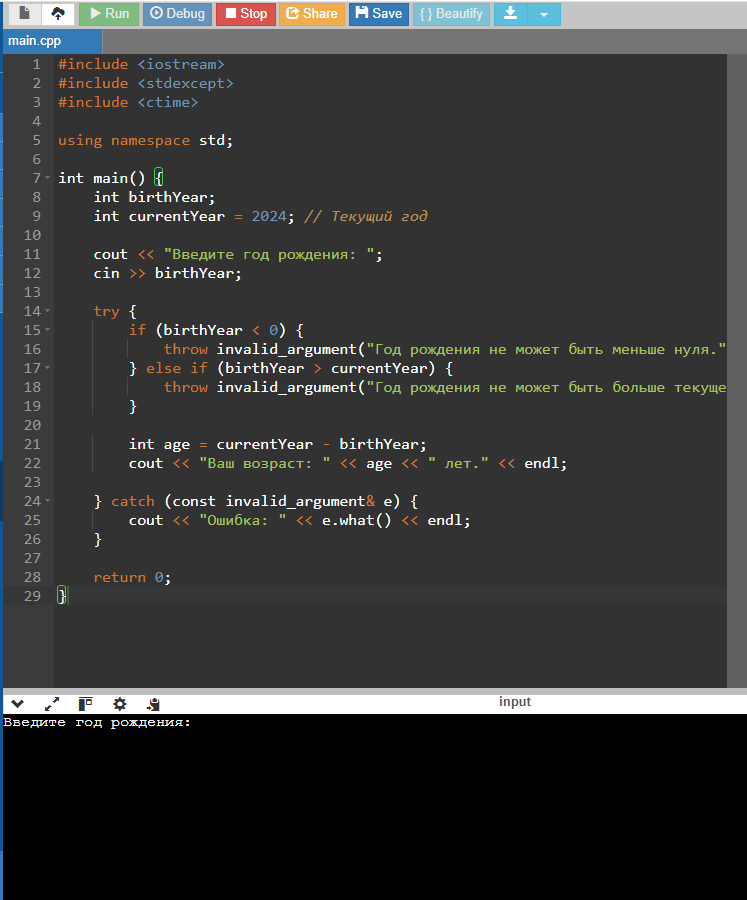 Run Debug Stop Share Save { } Beautify
main.cpp
1 #include <iostream>
2 #include <stdexcept>
3 #include <ctime>
4
5 using namespace std;
6
7 int main() {
8 int birthYear;
9 int currentYear = 2024; // Текущий год
10
11 cout << "Введите год рождения: ";
12 cin >> birthYear;
13
14 try {
15 if (birthYear < 0) {
16 throw invalid_argument("Год рождения не может быть меньше нуля."
17 } else if (birthYear > currentYear) {
18 throw invalid_argument("Год рождения не может быть больше текуще
19 }
20
21 int age = currentYear - birthYear;
22 cout << "Ваш возраст: " << age << " лет." << endl;
23
24 } catch (const invalid_argument& e) {
25 cout << "Ошибка: " << e.what() << endl;
26 }
27
28 return 0;
29 }
input
Введите год рождения: